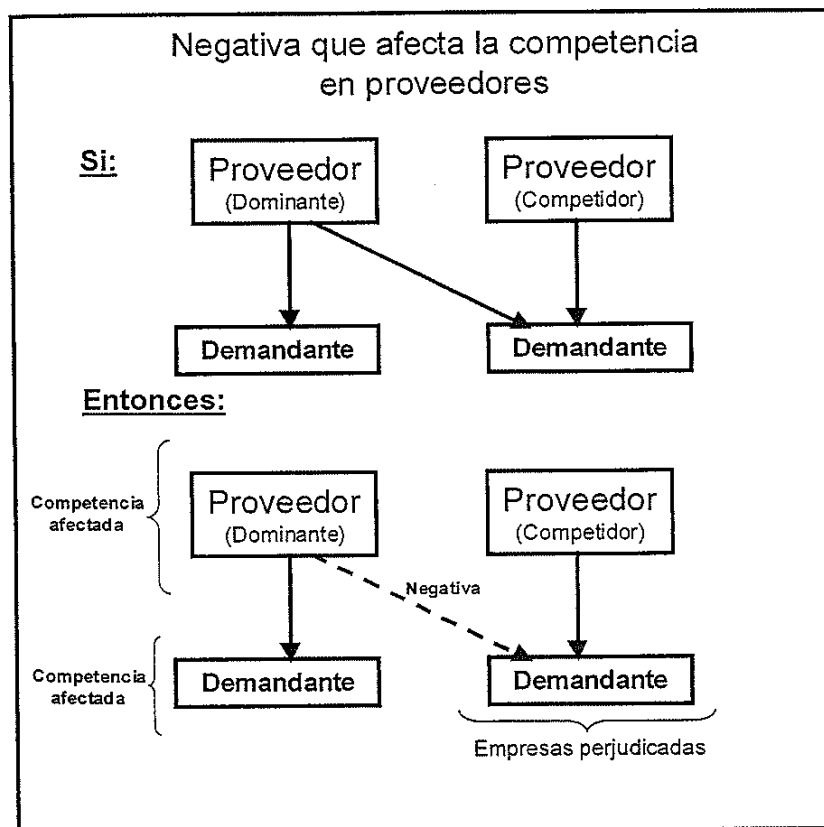 Negativa que afecta la competencia
en proveedores
Si:
Proveedor
(Dominante)
Proveedor
(Competidor)
Demandante
Demandante
Entonces:
Competencia
afectada
Proveedor
(Dominante)
Proveedor
(Competidor)
Negativa
Competencia
afectada
Demandante
Demandante
Empresas perjudicadas